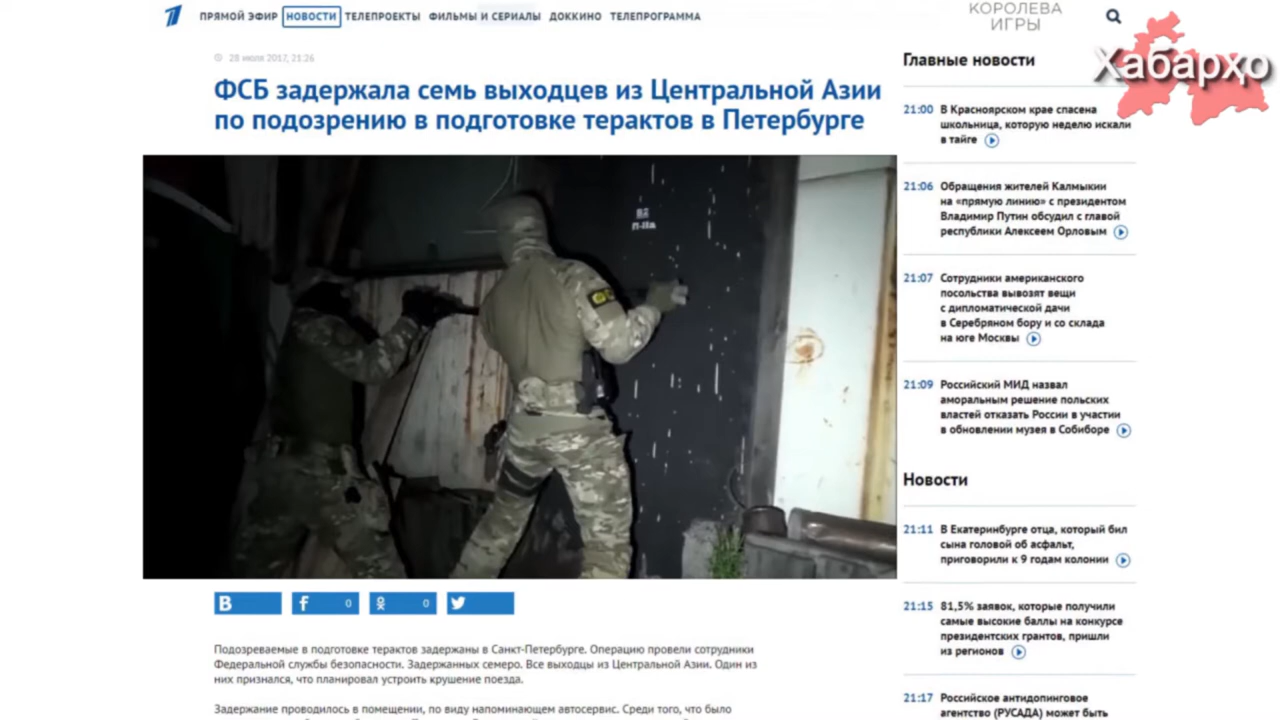 ПРЯМОЙ ЭФИР НОВОСТИ ТЕЛЕПРОЕКТЫ ФИЛЬМЫ И СЕРИАЛЫ ДОККИНО ТЕЛЕПРОГРАММА
КОРОЛЕВА
ИГРЫ
Хабарҳо
28 июля 2017, 21:26
ФСБ задержала семь выходцев из Центральной Азии
по подозрению в подготовке терактов в Петербурге
В
f 0
0
Подозреваемые в подготовке терактов задержаны в Санкт-Петербурге. Операцию провели сотрудники
Федеральной службы безопасности. Задержанных семеро. Все выходцы из Центральной Азии. Один из
них признался, что планировал устроить крушение поезда.
Задержание проводилось в помещении, по виду напоминающем автосервис. Среди того, что было
Главные новости
21:00 В Красноярском крае спасена
школьница, которую неделю искали
в тайге
21:06 Обращения жителей Калмыкии
на «прямую линию» с президентом
Владимир Путин обсудил с главой
республики Алексеем Орловым
21:07 Сотрудники американского
посольства вывозят вещи
с дипломатической дачи
в Серебряном бору и со склада
на юге Москвы
21:09 Российский МИД назвал
аморальным решение польских
властей отказать России в участии
в обновлении музея в Собиборе
Новости
21:11 В Екатеринбурге отца, который бил
сына головой об асфальт,
приговорили к 9 годам колонии
21:15 81,5% заявок, которые получили
самые высокие баллы на конкурсе
президентских грантов, пришли
из регионов
21:17 Российское антидопинговое
агентство (РУСАДА) может быть